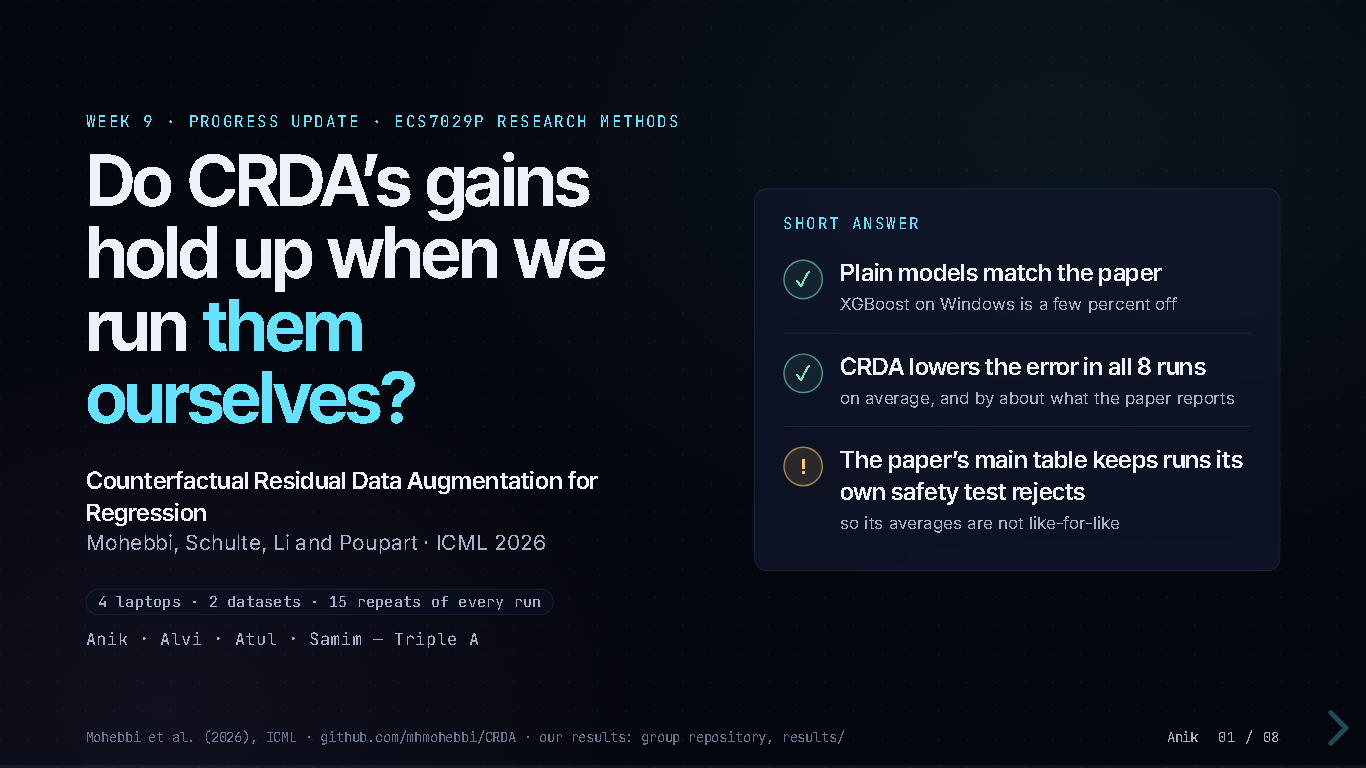 WEEK 9 · PROGRESS UPDATE · ECS7029P RESEARCH METHODS
Do CRDA’s gains
hold up when we
run them
ourselves?
Counterfactual Residual Data Augmentation for
Regression
Mohebbi, Schulte, Li and Poupart · ICML 2026
4 laptops · 2 datasets · 15 repeats of every run
Anik · Alvi · Atul · Samim — Triple A
SHORT ANSWER
✓ Plain models match the paper
XGBoost on Windows is a few percent off
✓ CRDA lowers the error in all 8 runs
on average, and by about what the paper reports
! The paper’s main table keeps runs its
own safety test rejects
so its averages are not like-for-like
Mohebbi et al. (2026), ICML · github.com/mhmohebbi/CRDA · our results: group repository, results/
Anik 01 / 08